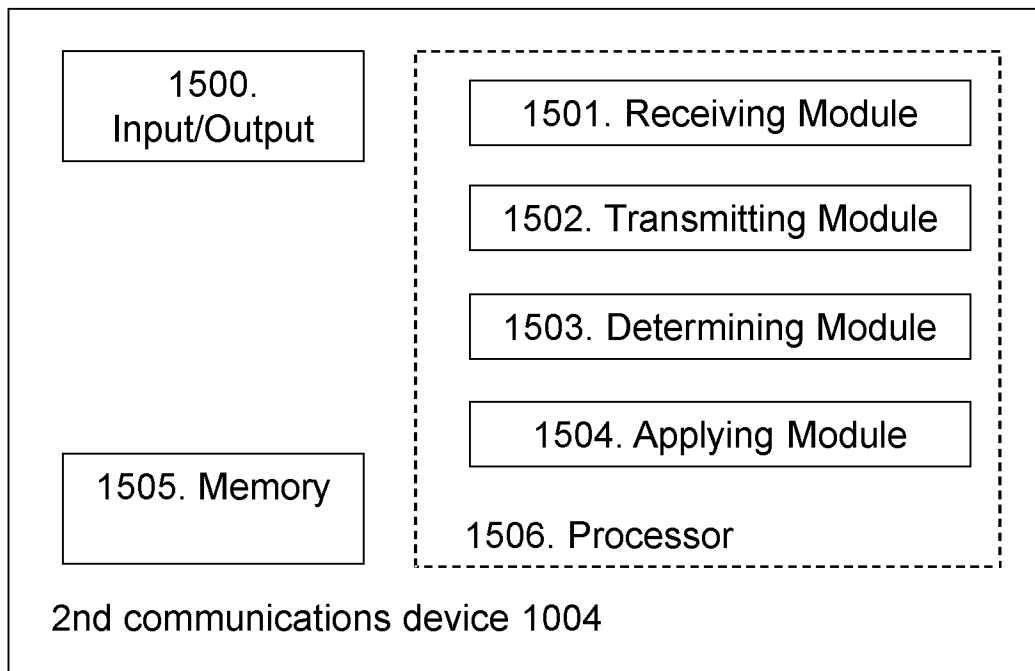 1500.
Input/Output
1501. Receiving Module
1502. Transmitting Module
1503. Determining Module
1504. Applying Module
1505. Memory
1506. Processor
2nd communications device 1004